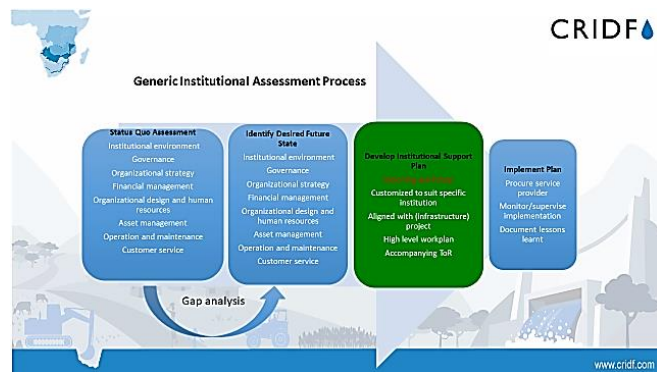 CRIDF
Generic Institutional Assessment Process
Status Quo Assessment
Institutional environment
Governance
Organizational strategy
Financial management
Organizational design and human
resources
Asset management
Operation and maintenance
Customer service
Identify Desired Future
State
Institutional environment
Governance
Organizational strategy
Financial management
Organizational design and
human resources
Asset management
Operation and maintenance
Customer service
Develop Institutional Support
Plan
Customized to suit specific
institution
Aligned with (infrastructure)
project
High level workplan
Accompanying ToR
Implement Plan
Procure service
provider
Monitor/supervise
implementation
Document lessons
learnt
Gap analysis
www.cridf.com